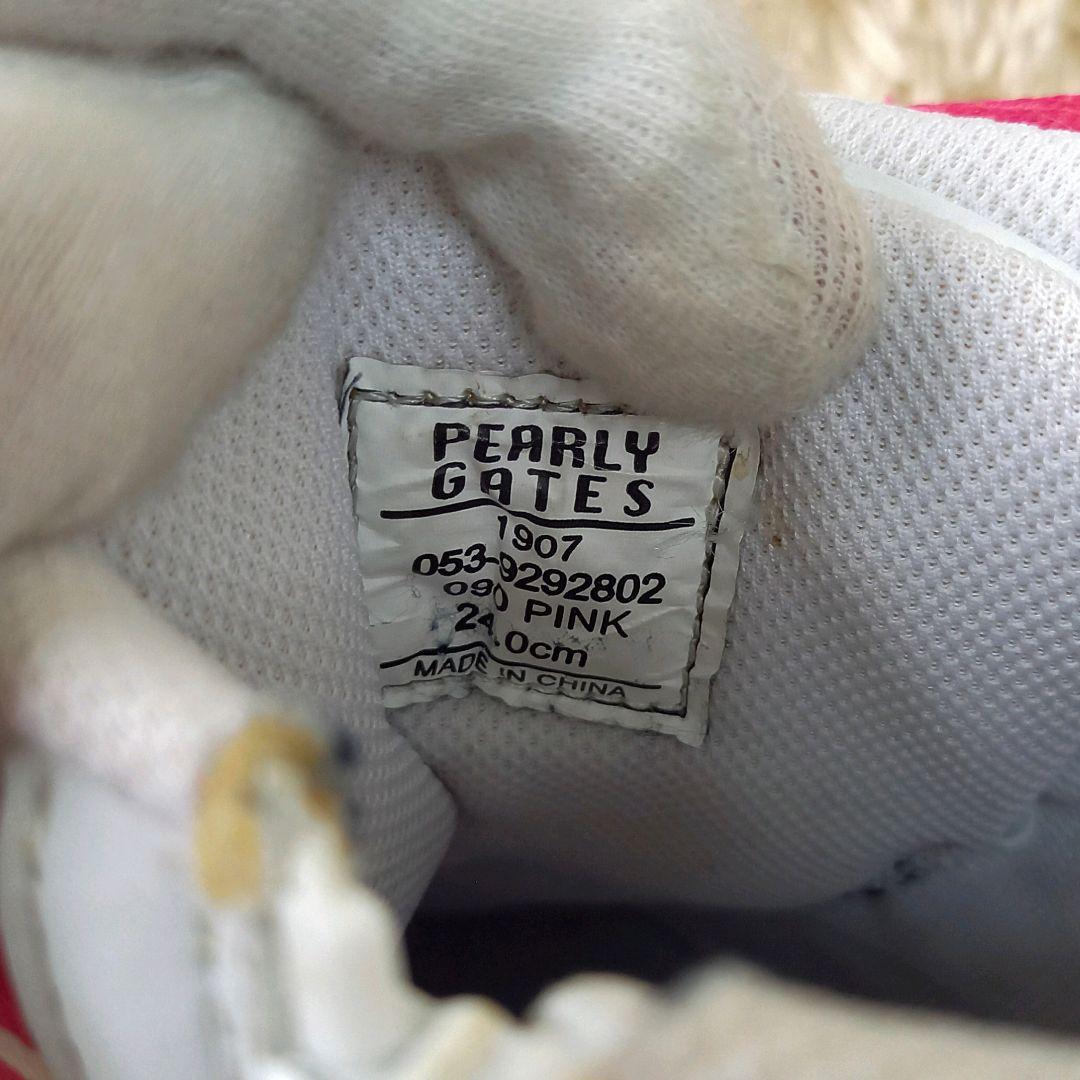 PEARLY
GATES
1907
053-9292802
090 PINK
24.0cm
MADE IN CHINA